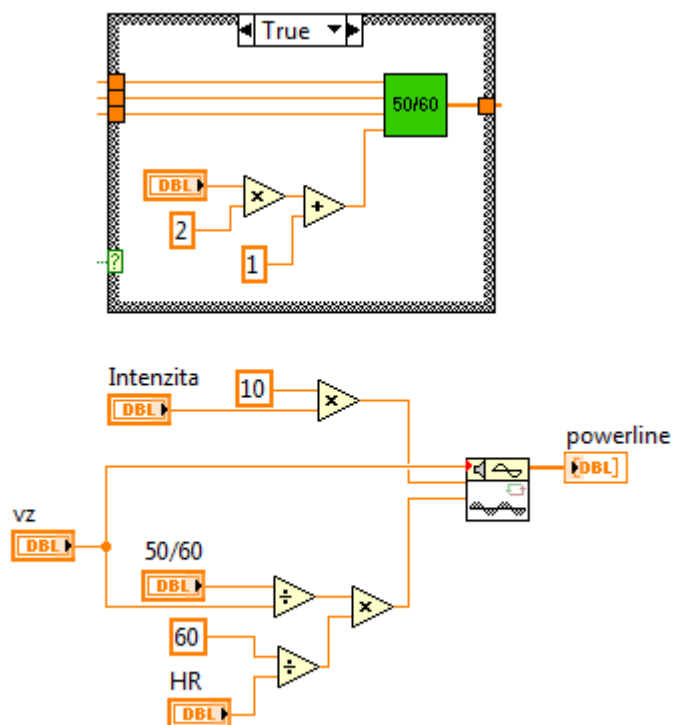 True
50/60
DBL
2
1
?
Intenzita
10
DBL
powerline
[DBL]
vz
DBL
50/60
DBL
60
HR
DBL